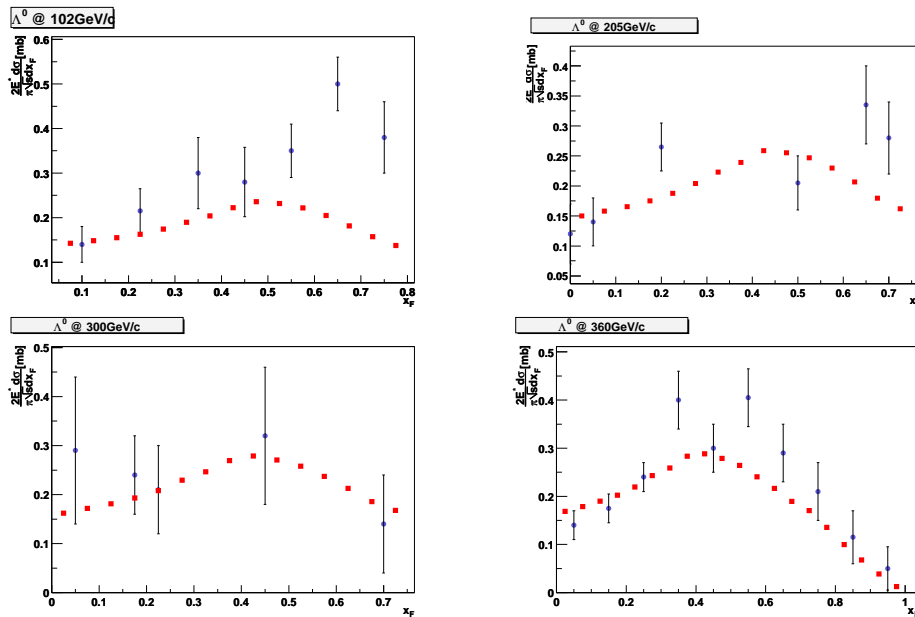 Λ⁰ @ 102GeV/c
2E* dσ [mb]
π√sdx_F
0.6
0.5
0.4
0.3
0.2
0.1
0.1 0.2 0.3 0.4 0.5 0.6 0.7 0.8
x_F
Λ⁰ @ 205GeV/c
2E* dσ [mb]
π√sdx_F
0.4
0.35
0.3
0.25
0.2
0.15
0.1
0.05
0 0.1 0.2 0.3 0.4 0.5 0.6 0.7
x_F
Λ⁰ @ 300GeV/c
2E* dσ [mb]
π√sdx_F
0.5
0.4
0.3
0.2
0.1
0
0 0.1 0.2 0.3 0.4 0.5 0.6 0.7
x_F
Λ⁰ @ 360GeV/c
2E* dσ [mb]
π√sdx_F
0.5
0.4
0.3
0.2
0.1
0
0 0.2 0.4 0.6 0.8 1